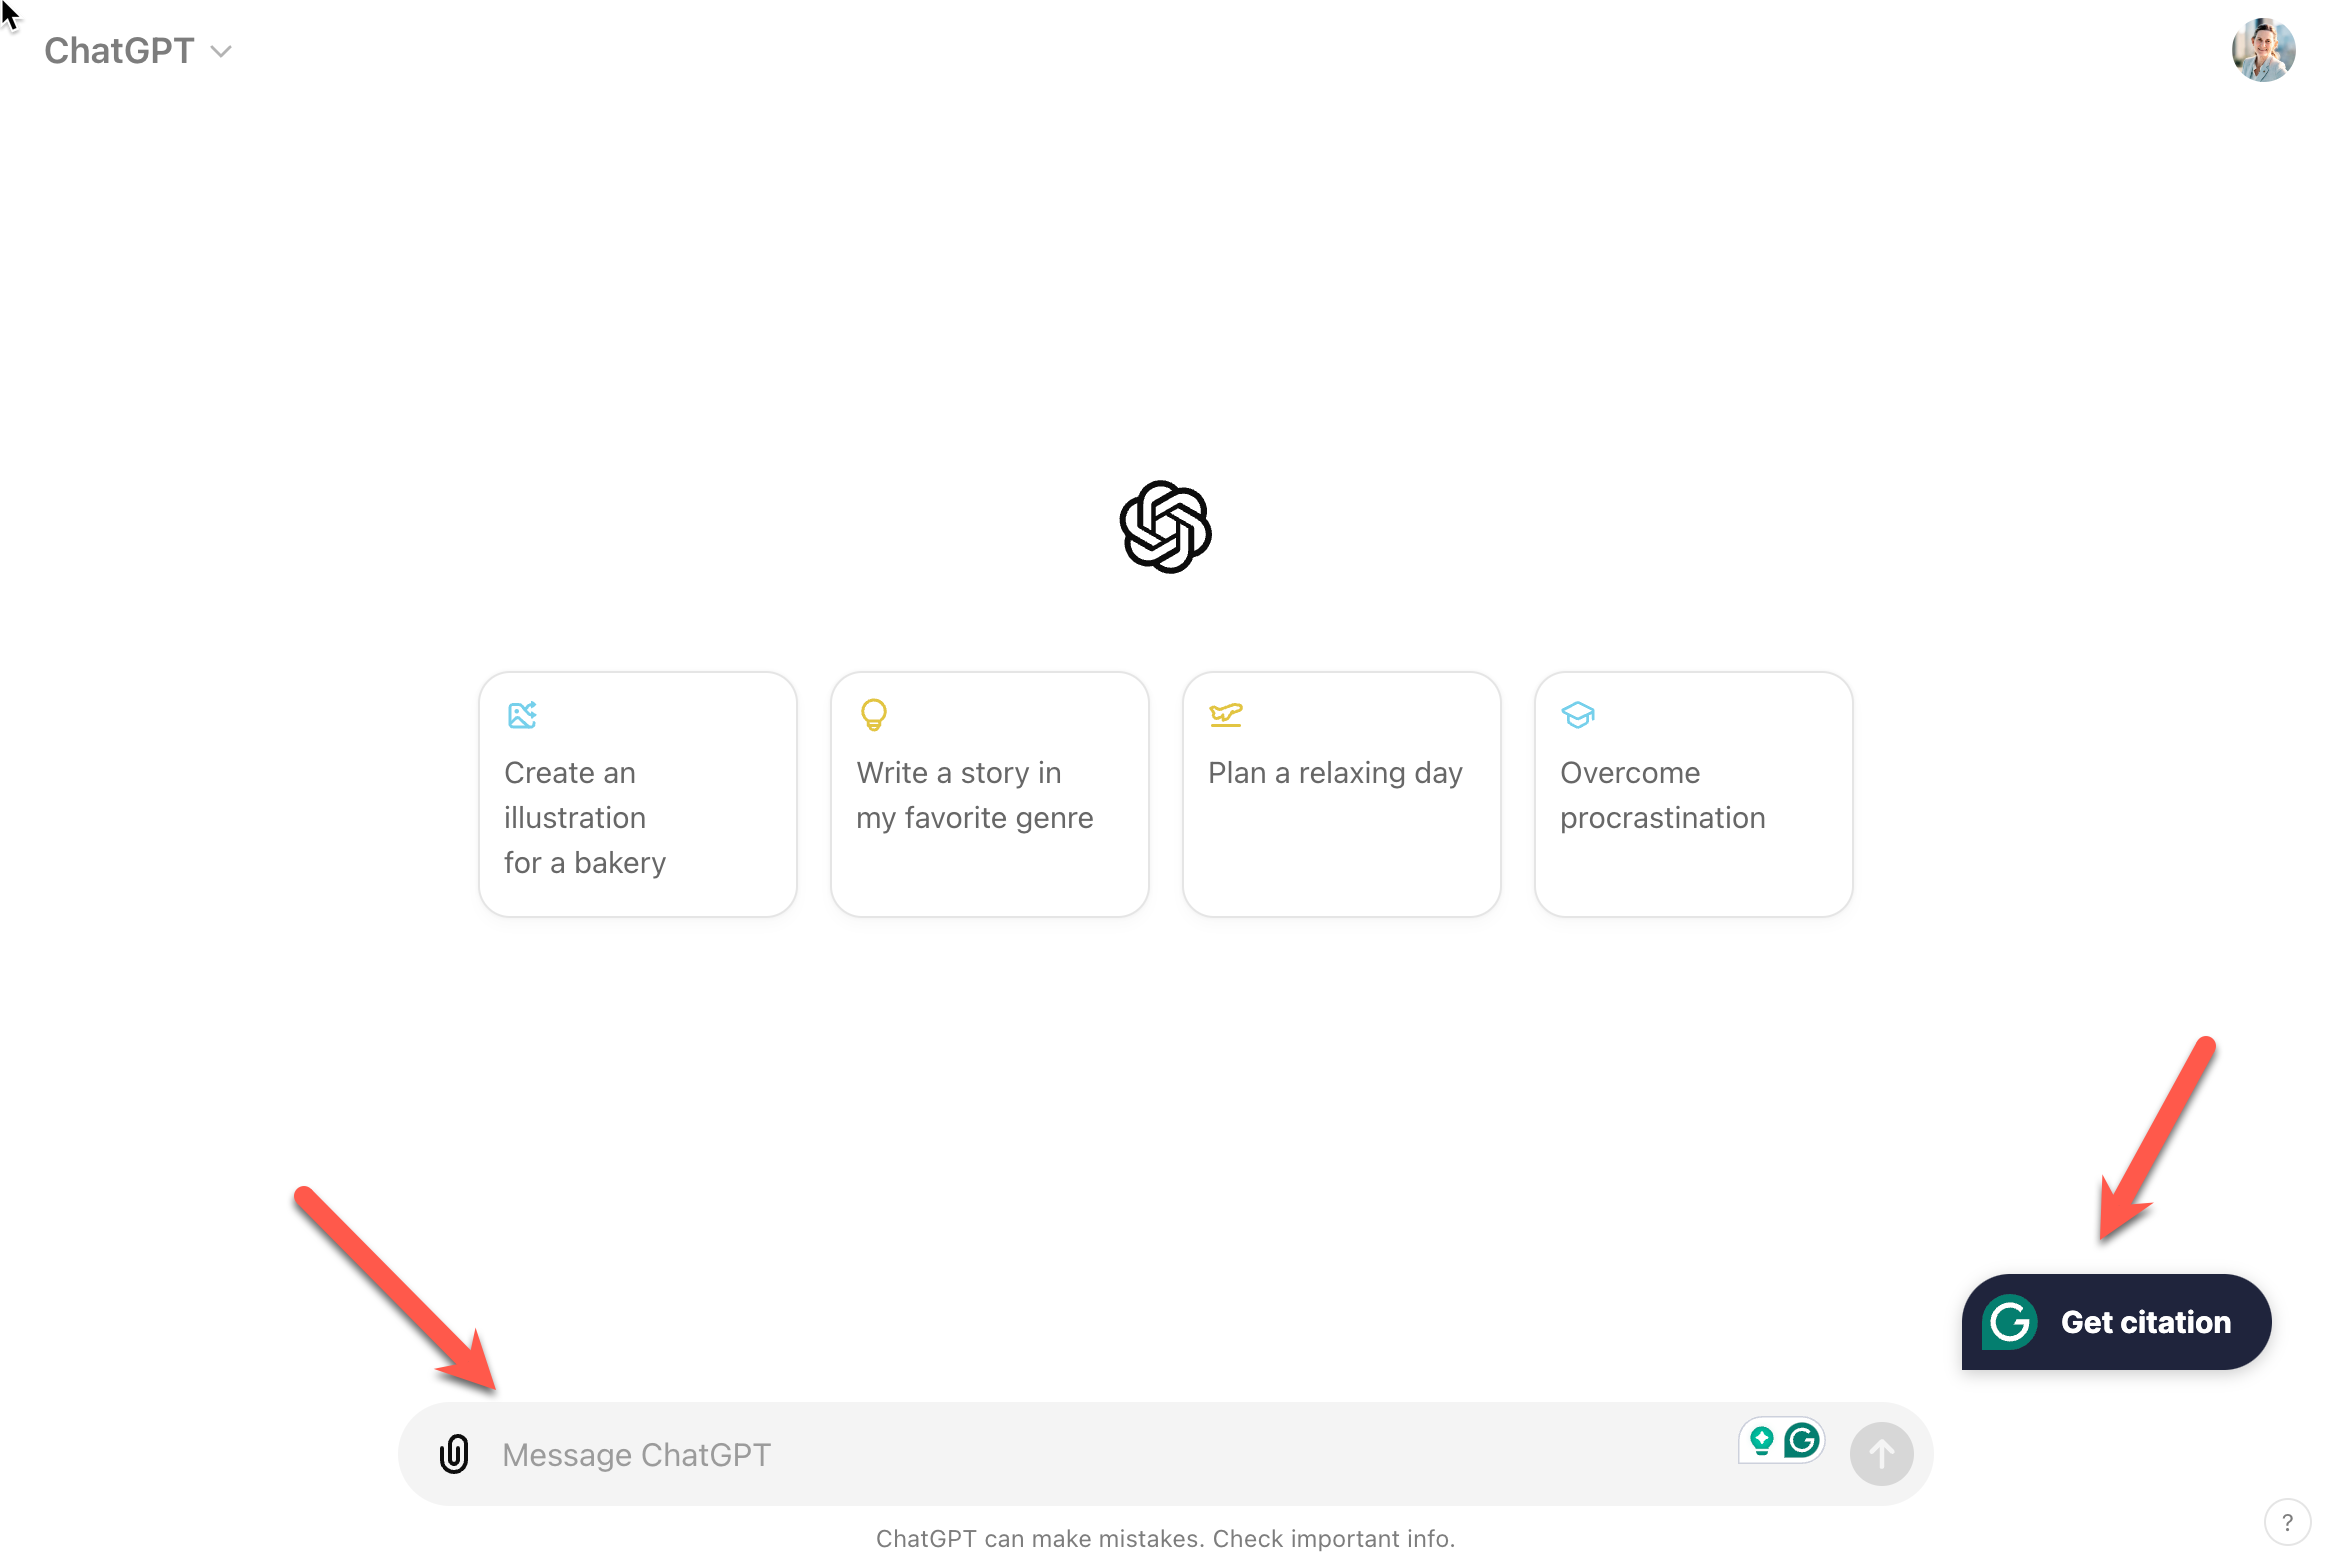 ChatGPT
Create an
illustration
for a bakery
Write a story in
my favorite genre
Plan a relaxing day
Overcome
procrastination
Get citation
Message ChatGPT
ChatGPT can make mistakes. Check important info.
?